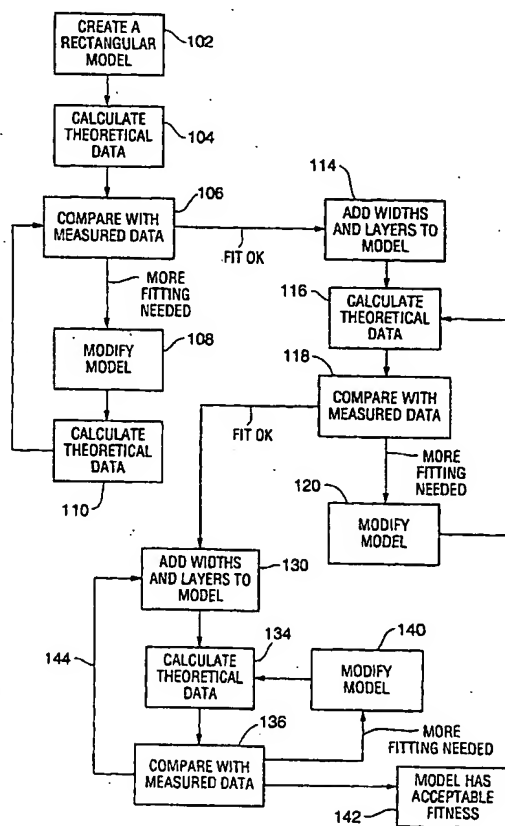 CREATE A
RECTANGULAR
MODEL
102
CALCULATE
THEORETICAL
DATA
104
106
COMPARE WITH
MEASURED DATA
FIT OK
MORE
FITTING
NEEDED
108
MODIFY
MODEL
CALCULATE
THEORETICAL
DATA
110
114
ADD WIDTHS
AND LAYERS TO
MODEL
116
CALCULATE
THEORETICAL
DATA
118
COMPARE WITH
MEASURED DATA
FIT OK
MORE
FITTING
NEEDED
120
MODIFY
MODEL
ADD WIDTHS
AND LAYERS TO
MODEL
130
144
134
CALCULATE
THEORETICAL
DATA
140
MODIFY
MODEL
136
COMPARE WITH
MEASURED DATA
MORE
FITTING NEEDED
MODEL HAS
ACCEPTABLE
FITNESS
142